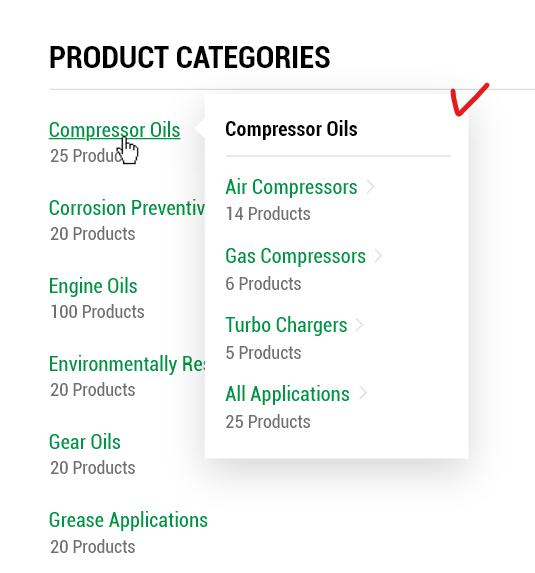 PRODUCT CATEGORIES
Compressor Oils
25 Produc
Corrosion Preventiv
20 Products
Engine Oils
100 Products
Environmentally Res
20 Products
Gear Oils
20 Products
Grease Applications
20 Products
Compressor Oils
Air Compressors
14 Products
Gas Compressors
6 Products
Turbo Chargers
5 Products
All Applications
25 Products